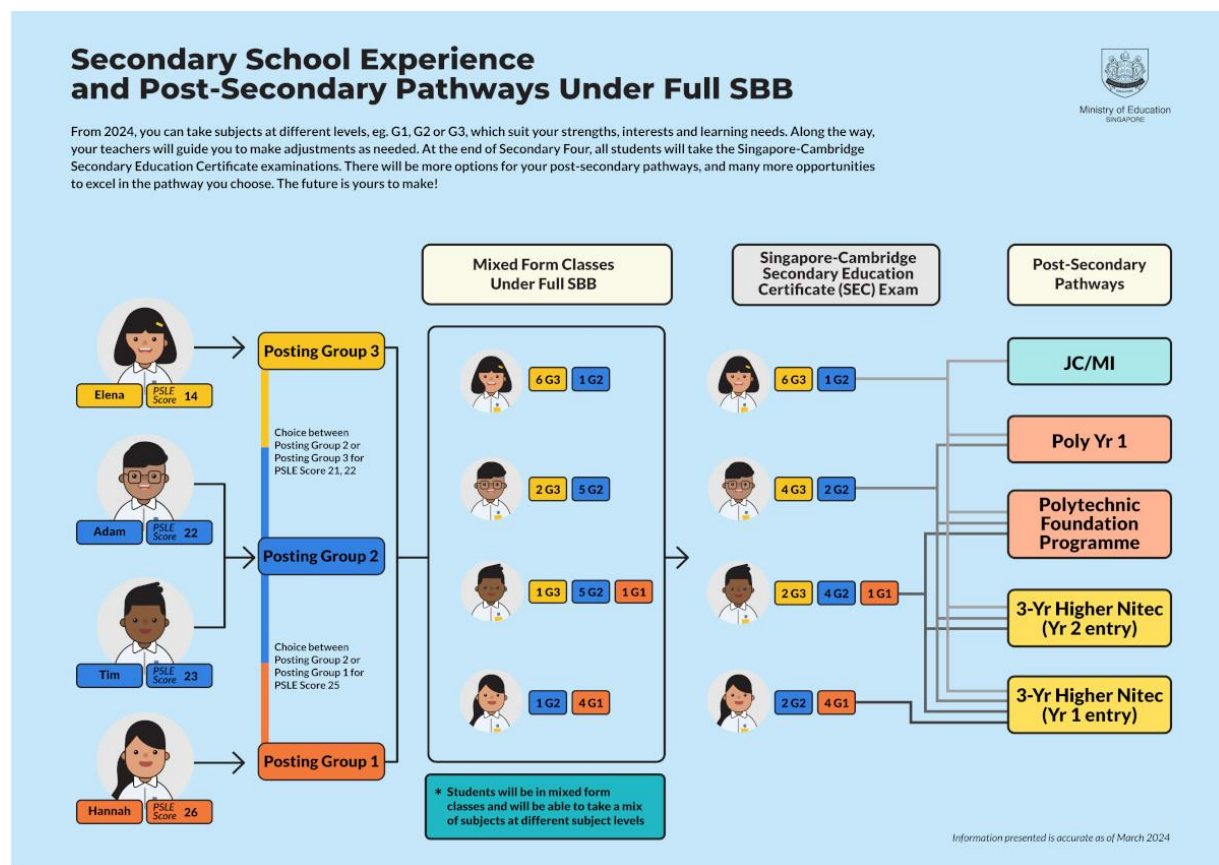 Secondary School Experience
and Post-Secondary Pathways Under Full SBB
Ministry of Education
SINGAPORE
From 2024, you can take subjects at different levels, eg. G1, G2 or G3, which suit your strengths, interests and learning needs. Along the way,
your teachers will guide you to make adjustments as needed. At the end of Secondary Four, all students will take the Singapore-Cambridge
Secondary Education Certificate examinations. There will be more options for your post-secondary pathways, and many more opportunities
to excel in the pathway you choose. The future is yours to make!
Elena
PSLE
Score 14
Adam
PSLE
Score 22
Tim
PSLE
Score 23
Hannah
PSLE
Score 26
Posting Group 3
Choice between
Posting Group 2 or
Posting Group 3 for
PSLE Score 21, 22
Posting Group 2
Choice between
Posting Group 2 or
Posting Group 1 for
PSLE Score 25
Posting Group 1
Mixed Form Classes
Under Full SBB
6 G3 1 G2
2 G3 5 G2
1 G3 5 G2 1 G1
1 G2 4 G1
* Students will be in mixed form
classes and will be able to take a mix
of subjects at different subject levels
Singapore-Cambridge
Secondary Education
Certificate (SEC) Exam
6 G3 1 G2
4 G3 2 G2
2 G3 4 G2 1 G1
2 G2 4 G1
Post-Secondary
Pathways
JC/MI
Poly Yr 1
Polytechnic
Foundation
Programme
3-Yr Higher Nitec
(Yr 2 entry)
3-Yr Higher Nitec
(Yr 1 entry)
Information presented is accurate as of March 2024